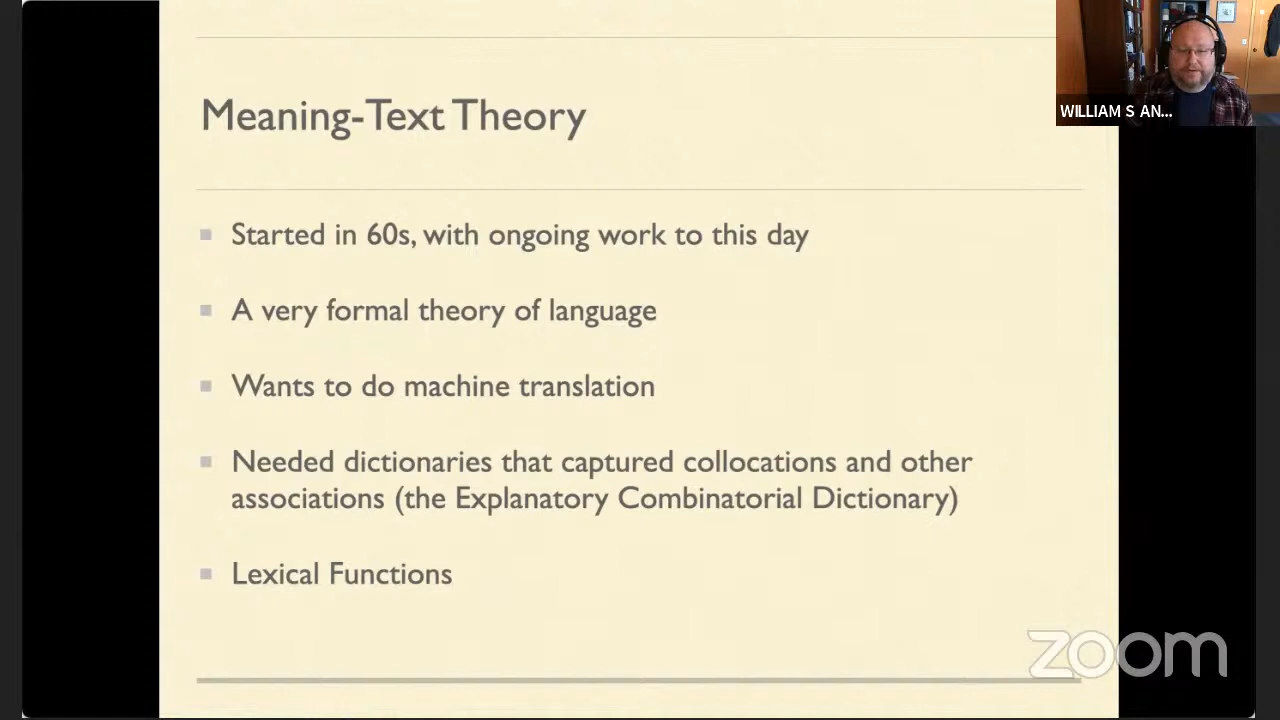 Meaning-Text Theory
WILLIAM S AN...
Started in 60s, with ongoing work to this day
A very formal theory of language
Wants to do machine translation
Needed dictionaries that captured collocations and other
associations (the Explanatory Combinatorial Dictionary)
Lexical Functions
zoom